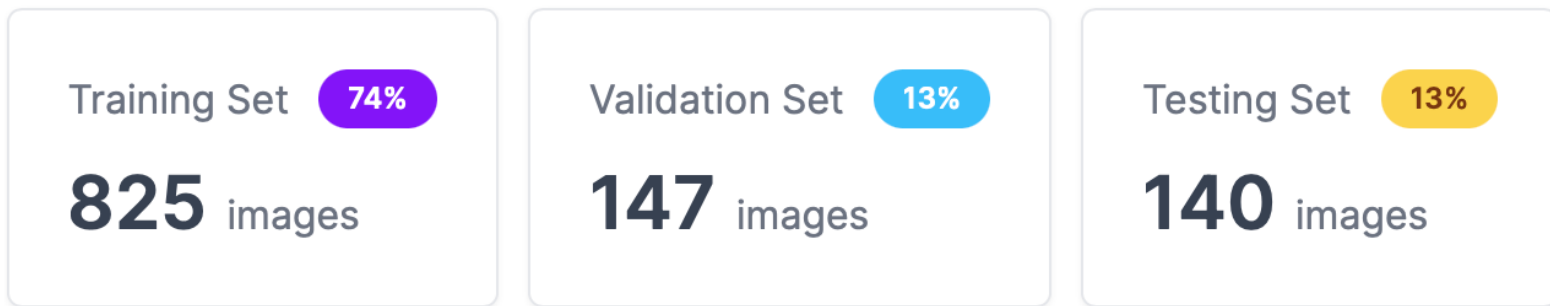 Training Set 74%
825 images
Validation Set 13%
147 images
Testing Set 13%
140 images